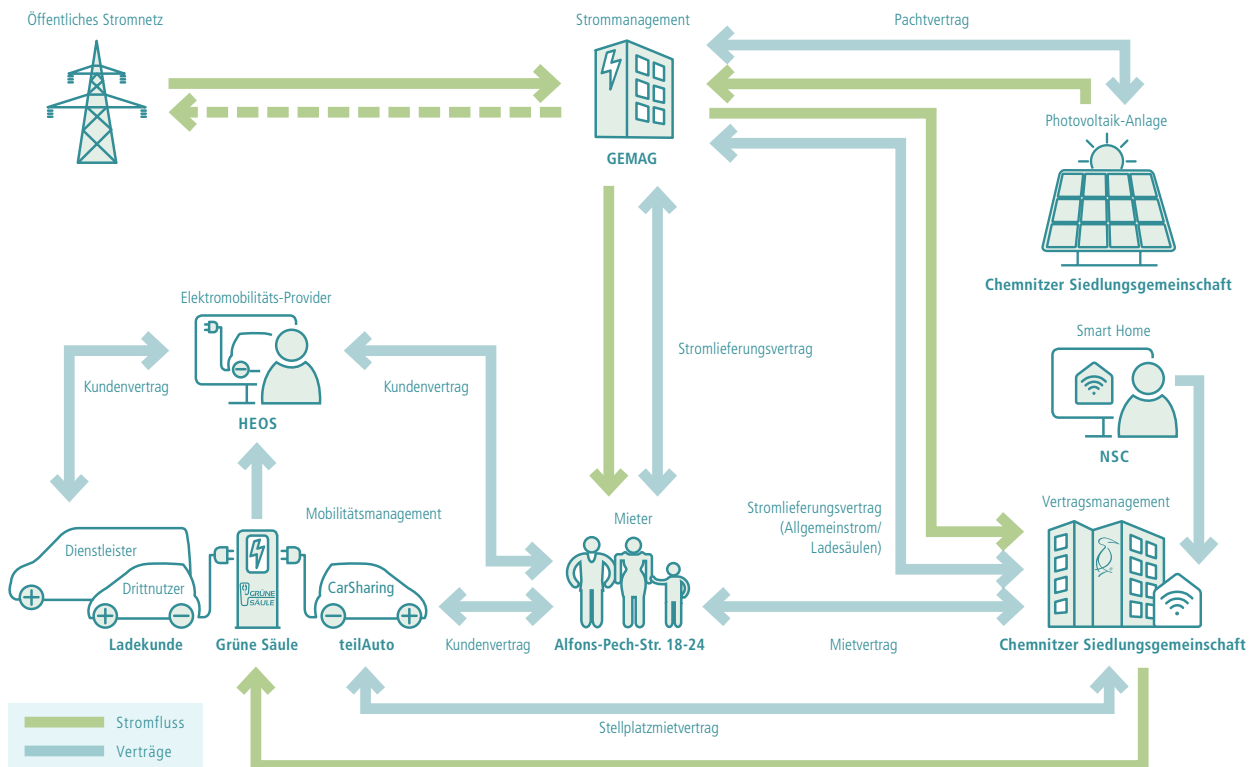 Öffentliches Stromnetz
Strommanagement
Pachtvertrag
GEMAG
Photovoltaik-Anlage
Chemnitzer Siedlungsgemeinschaft
Elektromobilitäts-Provider
Kundenvertrag
HEOS
Kundenvertrag
Stromlieferungsvertrag
Smart Home
NSC
Mobilitätsmanagement
Mieter
Stromlieferungsvertrag
(Allgemeinstrom/
Ladesäulen)
Vertragsmanagement
Dienstleister
Drittnutzer
GRÜNE
SÄULE
CarSharing
Ladekunde
Grüne Säule
teilAuto
Kundenvertrag
Alfons-Pech-Str. 18-24
Mietvertrag
Chemnitzer Siedlungsgemeinschaft
Stellplatzmietvertrag
Stromfluss
Verträge